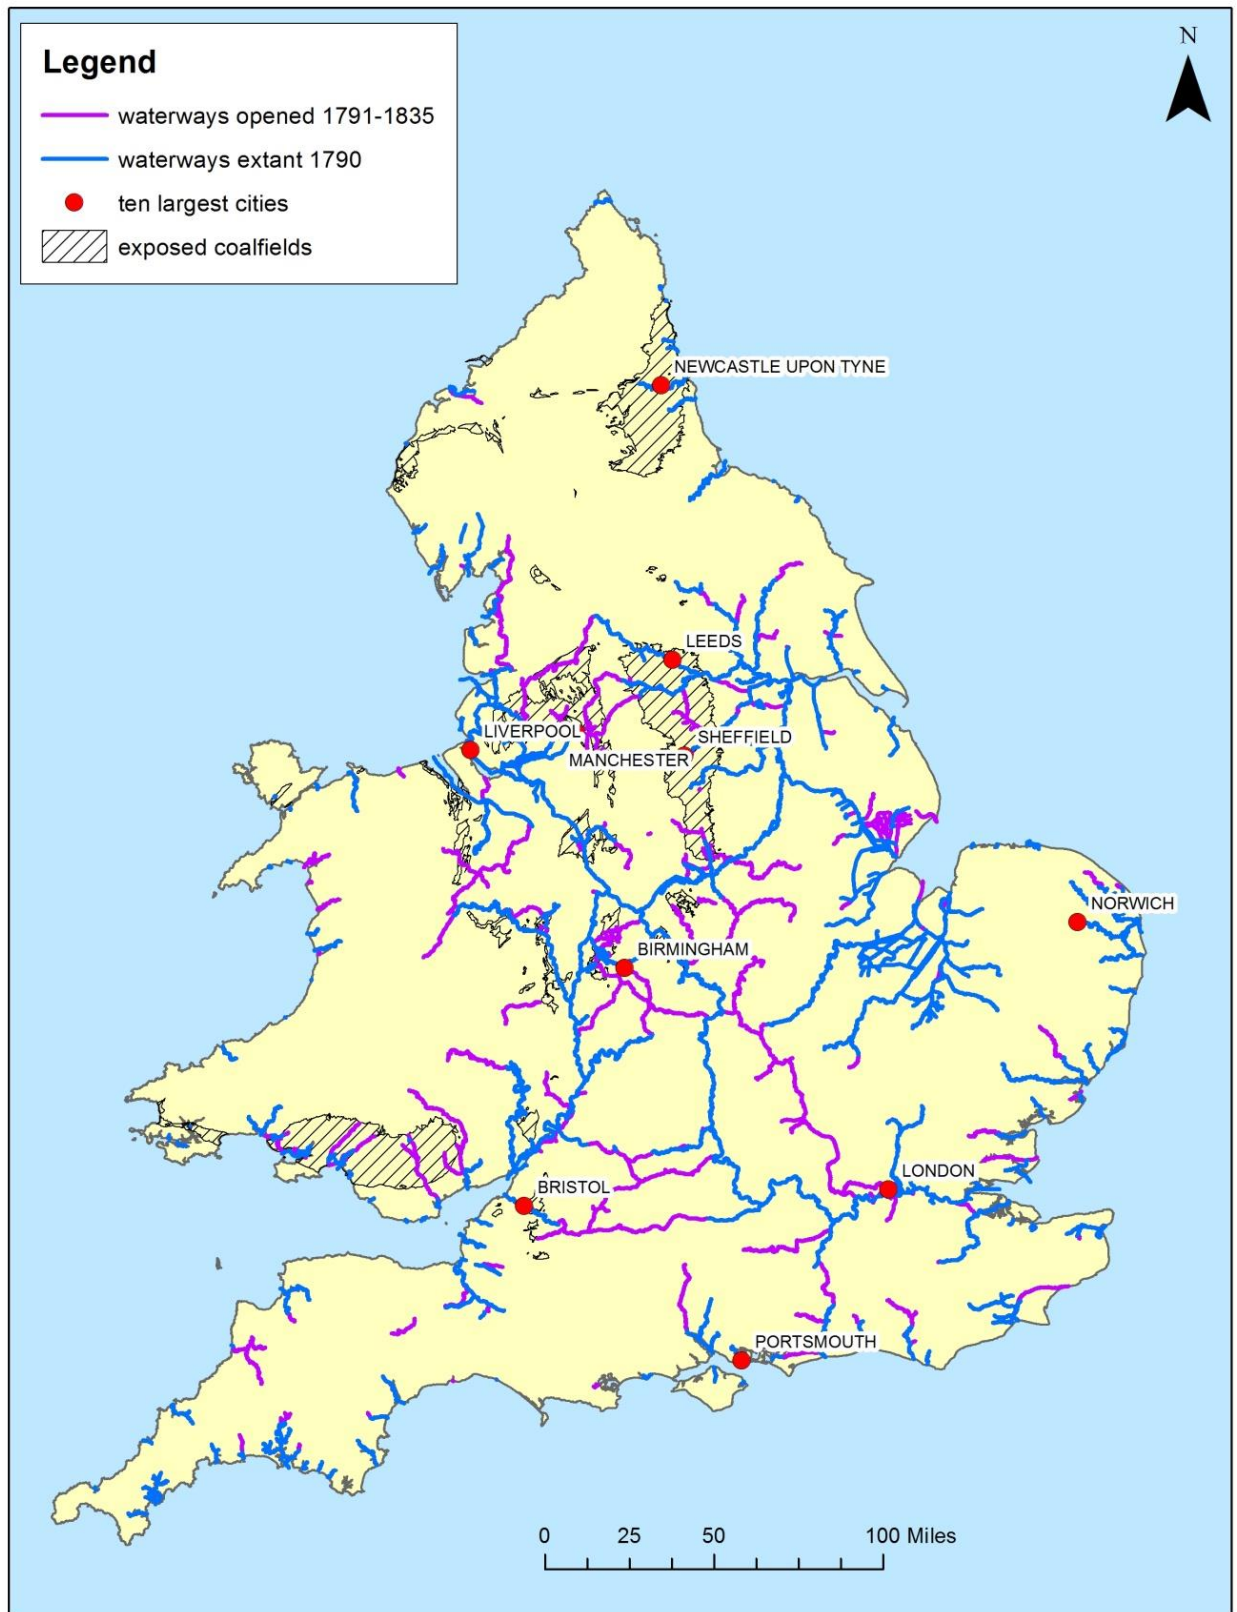 Legend
waterways opened 1791-1835
waterways extant 1790
ten largest cities
exposed coalfields
N
NEWCASTLE UPON TYNE
LEEDS
LIVERPOOL
SHEFFIELD
MANCHESTER
NORWICH
BIRMINGHAM
LONDON
BRISTOL
PORTSMOUTH
0 25 50 100 Miles